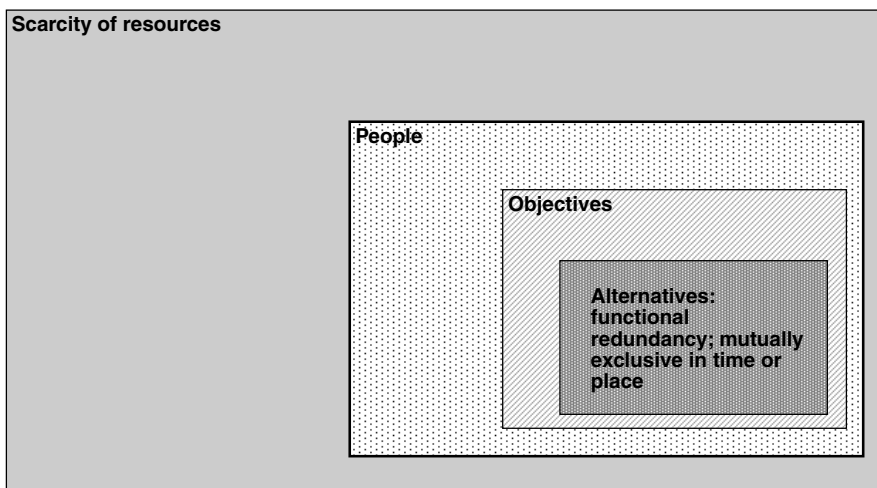 Scarcity of resources
People
Objectives
Alternatives:
functional
redundancy; mutually
exclusive in time or
place